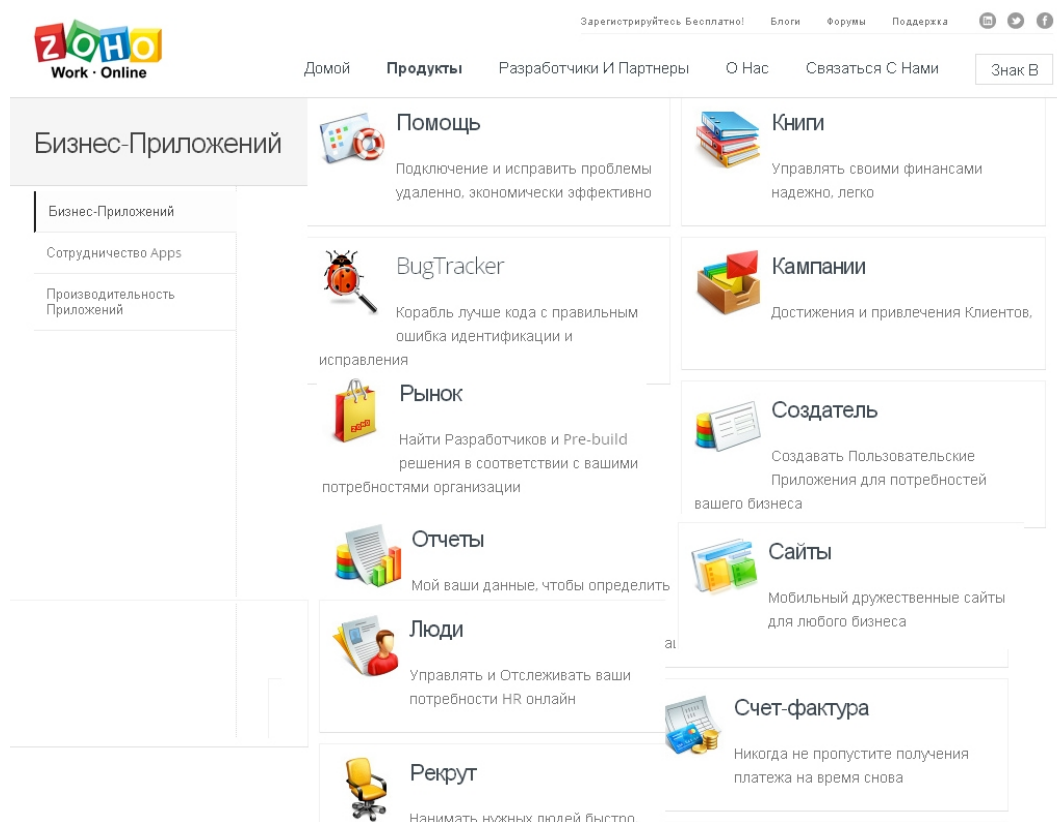 Зарегистрируйтесь Бесплатно! Блоги Форумы Поддержка
ZOHO
Work · Online
Домой Продукты Разработчики И Партнеры О Нас Связаться С Нами Знак В
Бизнес-Приложений
Бизнес-Приложений
Сотрудничество Apps
Производительность
Приложений
Помощь
Подключение и исправить проблемы
удаленно, экономически эффективно
Книги
Управлять своими финансами
надежно, легко
BugTracker
Корабль лучше кода с правильным
ошибка идентификации и
исправления
Кампании
Достижения и привлечения Клиентов,
Рынок
Найти Разработчиков и Pre-build
решения в соответствии с вашими
потребностями организации
Создатель
Создавать Пользовательские
Приложения для потребностей
вашего бизнеса
Отчеты
Мой ваши данные, чтобы определить
Сайты
Мобильный дружественные сайты
для любого бизнеса
Люди
Управлять и Отслеживать ваши
потребности HR онлайн
Счет-фактура
Никогда не пропустите получения
платежа на время снова
Рекрут
Нанимать нужных людей быстро